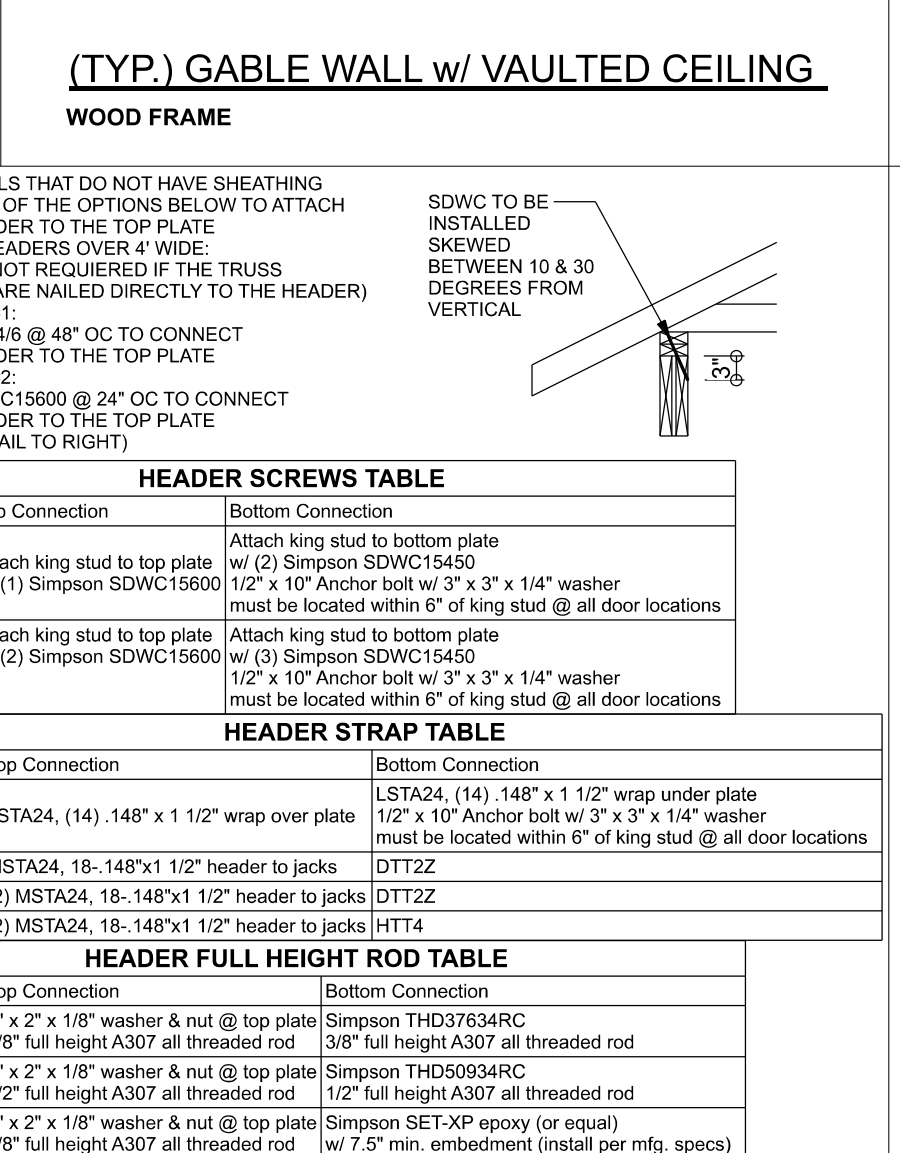 (TYP.) GABLE WALL w/ VAULTED CEILING
WOOD FRAME
LS THAT DO NOT HAVE SHEATHING
OF THE OPTIONS BELOW TO ATTACH
DER TO THE TOP PLATE
EADERS OVER 4' WIDE:
NOT REQUIERED IF THE TRUSS
ARE NAILED DIRECTLY TO THE HEADER)
1:
4/6 @ 48" OC TO CONNECT
DER TO THE TOP PLATE
2:
C15600 @ 24" OC TO CONNECT
DER TO THE TOP PLATE
AIL TO RIGHT)
SDWC TO BE
INSTALLED
SKEWED
BETWEEN 10 & 30
DEGREES FROM
VERTICAL
3"
HEADER SCREWS TABLE
p Connection
Bottom Connection
ach king stud to top plate
(1) Simpson SDWC15600
Attach king stud to bottom plate
w/ (2) Simpson SDWC15450
1/2" x 10" Anchor bolt w/ 3" x 3" x 1/4" washer
must be located within 6" of king stud @ all door locations
ach king stud to top plate
(2) Simpson SDWC15600
Attach king stud to bottom plate
w/ (3) Simpson SDWC15450
1/2" x 10" Anchor bolt w/ 3" x 3" x 1/4" washer
must be located within 6" of king stud @ all door locations
HEADER STRAP TABLE
op Connection
Bottom Connection
STA24, (14) .148" x 1 1/2" wrap over plate
LSTA24, (14) .148" x 1 1/2" wrap under plate
1/2" x 10" Anchor bolt w/ 3" x 3" x 1/4" washer
must be located within 6" of king stud @ all door locations
MSTA24, 18-.148"x1 1/2" header to jacks
DTT2Z
2) MSTA24, 18-.148"x1 1/2" header to jacks
DTT2Z
2) MSTA24, 18-.148"x1 1/2" header to jacks
HTT4
HEADER FULL HEIGHT ROD TABLE
op Connection
Bottom Connection
" x 2" x 1/8" washer & nut @ top plate
/8" full height A307 all threaded rod
Simpson THD37634RC
3/8" full height A307 all threaded rod
" x 2" x 1/8" washer & nut @ top plate
/2" full height A307 all threaded rod
Simpson THD50934RC
1/2" full height A307 all threaded rod
" x 2" x 1/8" washer & nut @ top plate
/8" full height A307 all threaded rod
Simpson SET-XP epoxy (or equal)
w/ 7.5" min. embedment (install per mfg. specs)